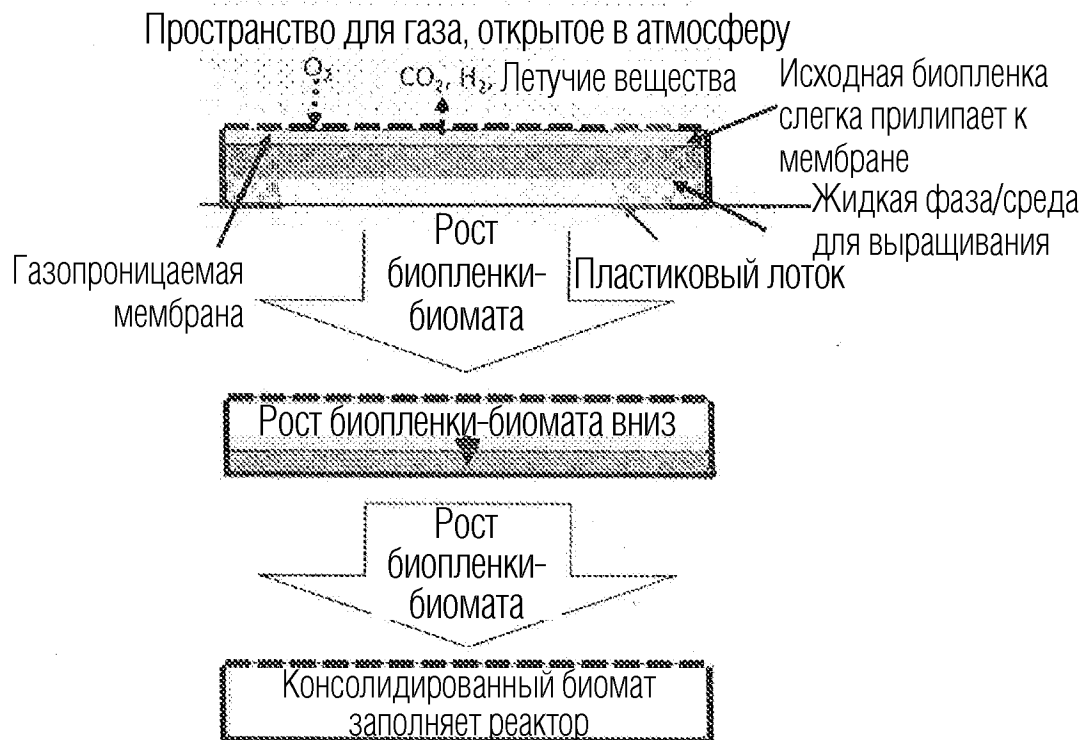 Пространство для газа, открытое в атмосферу
O₂
CO₂, H₂, Летучие вещества
Исходная биопленка
слегка прилипает к
мембране
Жидкая фаза/среда
для выращивания
Газопроницаемая
мембрана
Рост
биопленки-
биомата
Пластиковый лоток
Рост биопленки-биомата вниз
Рост
биопленки-
биомата
Консолидированный биомат
заполняет реактор